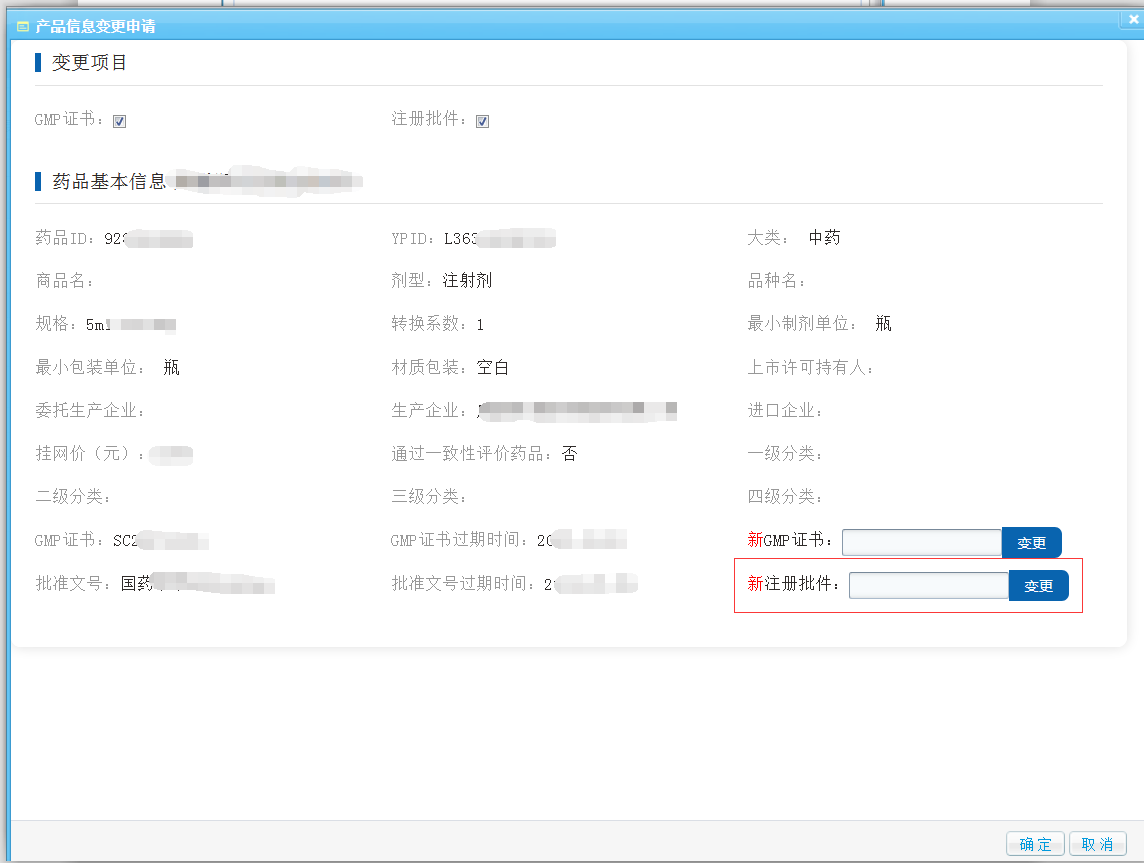 产品信息变更申请
变更项目
GMP证书： 注册批件：
药品基本信息
药品ID：92 YPID：L363 大类： 中药
商品名： 剂型：注射剂 品种名：
规格：5ml 转换系数：1 最小制剂单位： 瓶
最小包装单位： 瓶 材质包装：空白 上市许可持有人：
委托生产企业： 生产企业： 进口企业：
挂网价（元）： 通过一致性评价药品：否 一级分类：
二级分类： 三级分类： 四级分类：
GMP证书：SC2 GMP证书过期时间：20 新GMP证书： 变更
批准文号：国药 批准文号过期时间：2 新注册批件： 变更
确定 取消